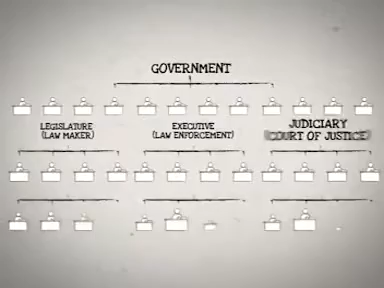 GOVERNMENT
LEGISLATURE
(LAW MAKER)
EXECUTIVE
(LAW ENFORCEMENT)
JUDICIARY
(COURT OF JUSTICE)